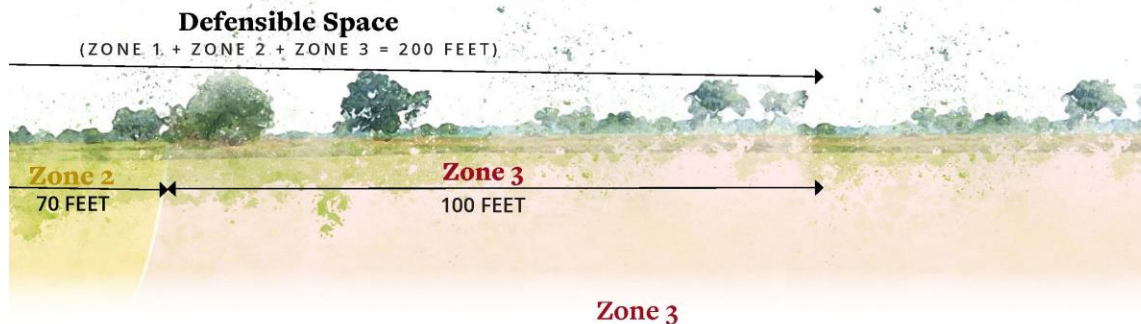 Defensible Space
(ZONE 1 + ZONE 2 + ZONE 3 = 200 FEET)
Zone 2
70 FEET
Zone 3
100 FEET
Zone 3